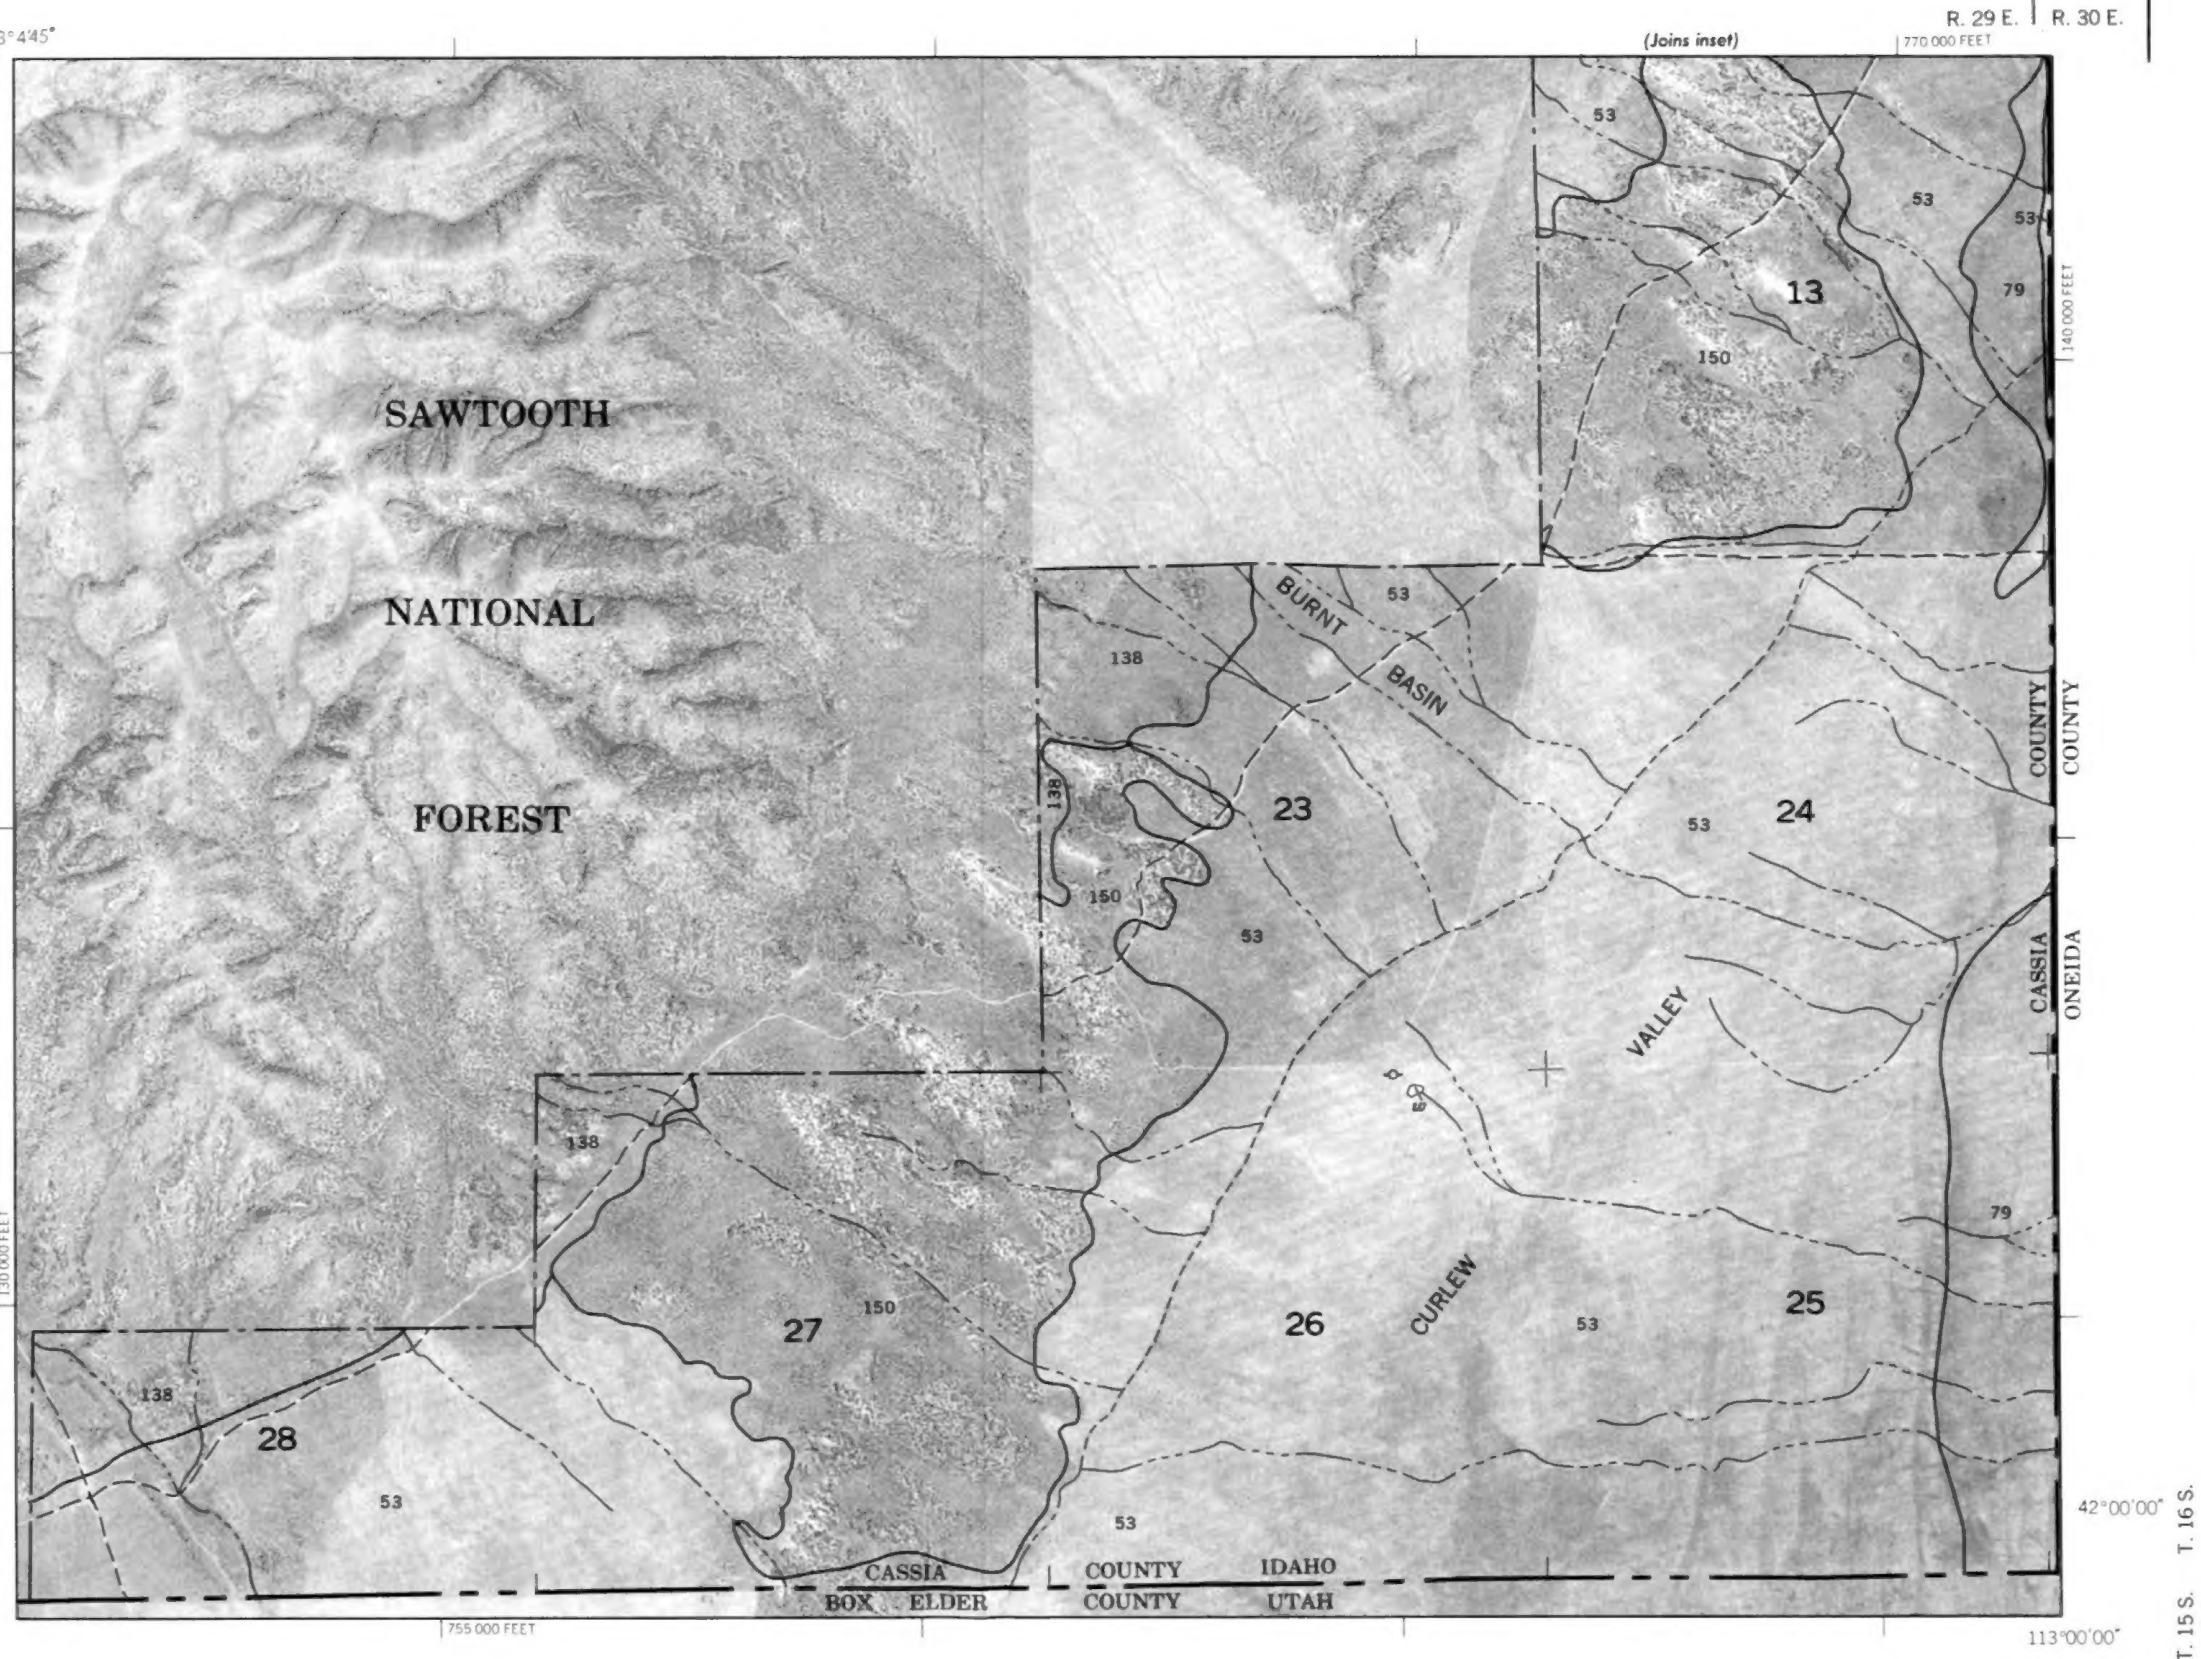 R. 29 E. R. 30 E.
3°4'45"
(Joins inset)
770 000 FEET
53
53
53
13
79
140 000 FEET
150
SAWTOOTH
NATIONAL
FOREST
BURNT
BASIN
53
138
COUNTY
COUNTY
138
23
53
24
150
53
CASSIA
ONEIDA
VALLEY
138
79
130 000 FEET
150
27
26
CURLEW
53
25
138
28
53
53
42°00'00"
T. 16 S.
CASSIA COUNTY IDAHO
BOX ELDER COUNTY UTAH
T. 15 S.
755 000 FEET
113°00'00"